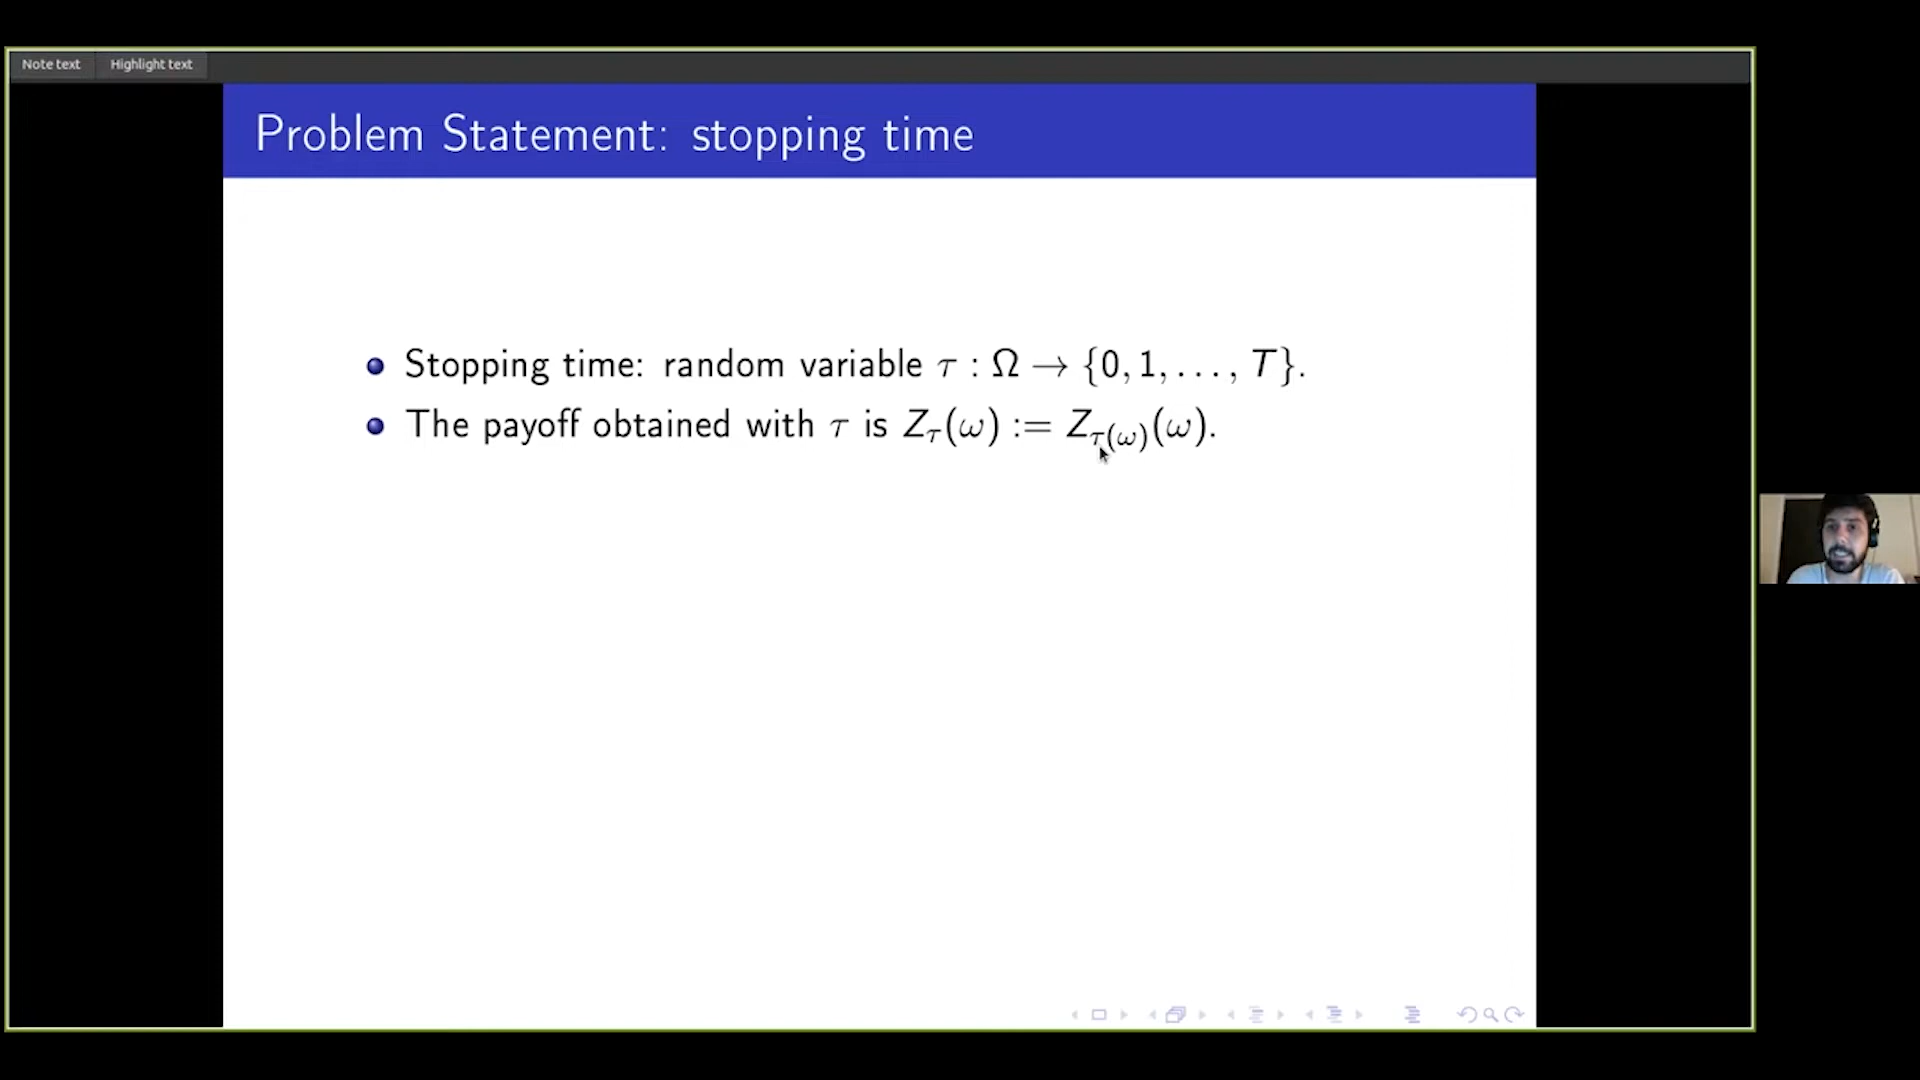 Note text Highlight text
Problem Statement: stopping time
Stopping time: random variable τ : Ω → {0, 1, . . . , T}.
The payoff obtained with τ is Z_τ(ω) := Z_{τ(ω)}(ω).